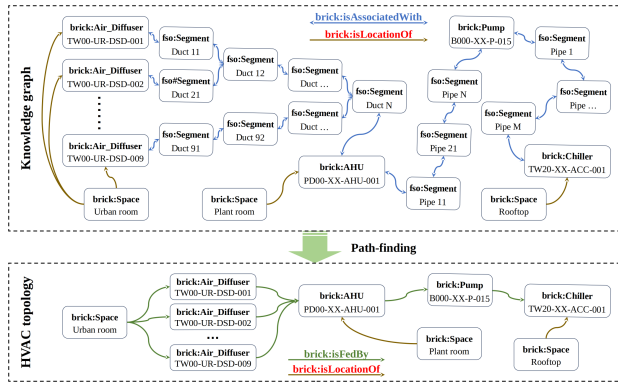 Knowledge graph
brick:isAssociatedWith
brick:isLocationOf
brick:Air_Diffuser
TW00-UR-DSD-001
fso:Segment
Duct 11
brick:Air_Diffuser
TW00-UR-DSD-002
fso#Segment
Duct 21
fso:Segment
Duct 12
fso:Segment
Duct ...
fso:Segment
Duct N
fso:Segment
Duct ...
brick:Air_Diffuser
TW00-UR-DSD-009
fso:Segment
Duct 91
fso:Segment
Duct 92
brick:Space
Urban room
brick:Space
Plant room
brick:AHU
PD00-XX-AHU-001
brick:Pump
B000-XX-P-015
fso:Segment
Pipe 1
fso:Segment
Pipe N
fso:Segment
Pipe ...
fso:Segment
Pipe M
fso:Segment
Pipe 21
fso:Segment
Pipe 11
brick:Chiller
TW20-XX-ACC-001
brick:Space
Rooftop
Path-finding
HVAC topology
brick:Space
Urban room
brick:Air_Diffuser
TW00-UR-DSD-001
brick:Air_Diffuser
TW00-UR-DSD-002
...
brick:Air_Diffuser
TW00-UR-DSD-009
brick:AHU
PD00-XX-AHU-001
brick:Pump
B000-XX-P-015
brick:Chiller
TW20-XX-ACC-001
brick:Space
Plant room
brick:Space
Rooftop
brick:isFedBy
brick:isLocationOf